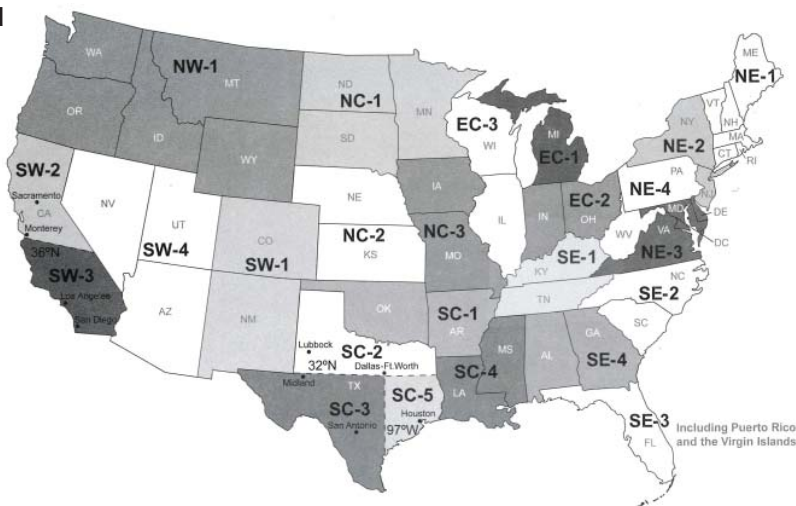 WA
NW-1
MT
ND
NC-1
MN
ME
NE-1
VT
NH
OR
ID
SD
EC-3
WI
MI
EC-1
NY
MA
CT
RI
NE-2
WY
SW-2
Sacramento
CA
Monterey
36ºN
NV
UT
SW-4
NE
IA
PA
NE-4
NJ
IL
IN
EC-2
OH
MD
DE
DC
WV
VA
NE-3
CO
SW-1
NC-2
KS
NC-3
MO
SE-1
KY
SW-3
Los Angeles
San Diego
AZ
NM
OK
SC-1
AR
TN
NC
SE-2
SC
Lubbock
SC-2
32ºN
Dallas-Ft.Worth
Midland
TX
MS
AL
GA
SE-4
SC-4
LA
SC-3
San Antonio
SC-5
Houston
97ºW
SE-3
FL
Including Puerto Rico
and the Virgin Islands